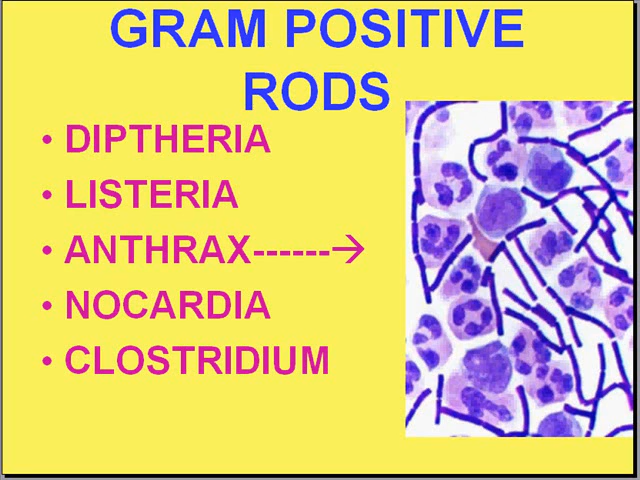 GRAM POSITIVE
RODS
• DIPTHERIA
• LISTERIA
• ANTHRAX------→
• NOCARDIA
• CLOSTRIDIUM